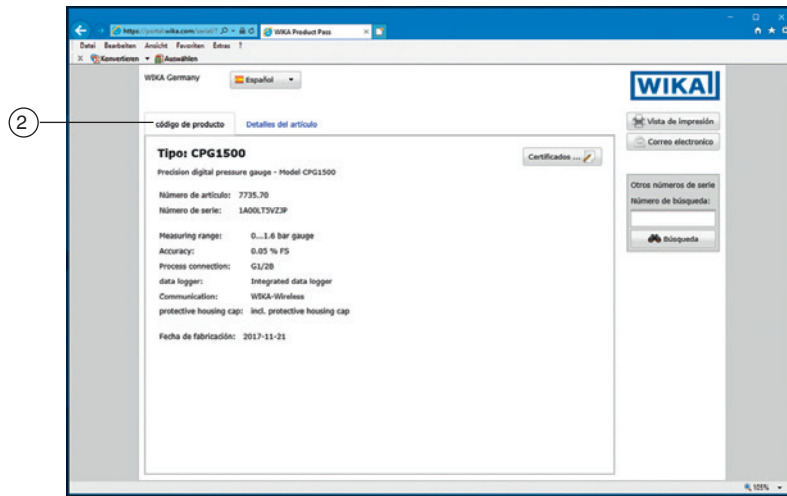 https://portal.wika.com/serial/?
WIKA Product Pass
Datei Bearbeiten Ansicht Favoriten Extras ?
X Konvertieren Auswählen
WIKA Germany
Español
WIKA
2
código de producto
Detalles del artículo
Vista de impresión
Correo electronico
Tipo: CPG1500
Certificados ...
Precision digital pressure gauge - Model CPG1500
Número de artículo: 7735.70
Número de serie: 1A00LT5VZJP
Otros números de serie
Número de búsqueda:
Búsqueda
Measuring range: 0...1.6 bar gauge
Accuracy: 0.05 % FS
Process connection: G1/2B
data logger: Integrated data logger
Communication: WIKA-Wireless
protective housing cap: incl. protective housing cap
Fecha de fabricación: 2017-11-21
105%